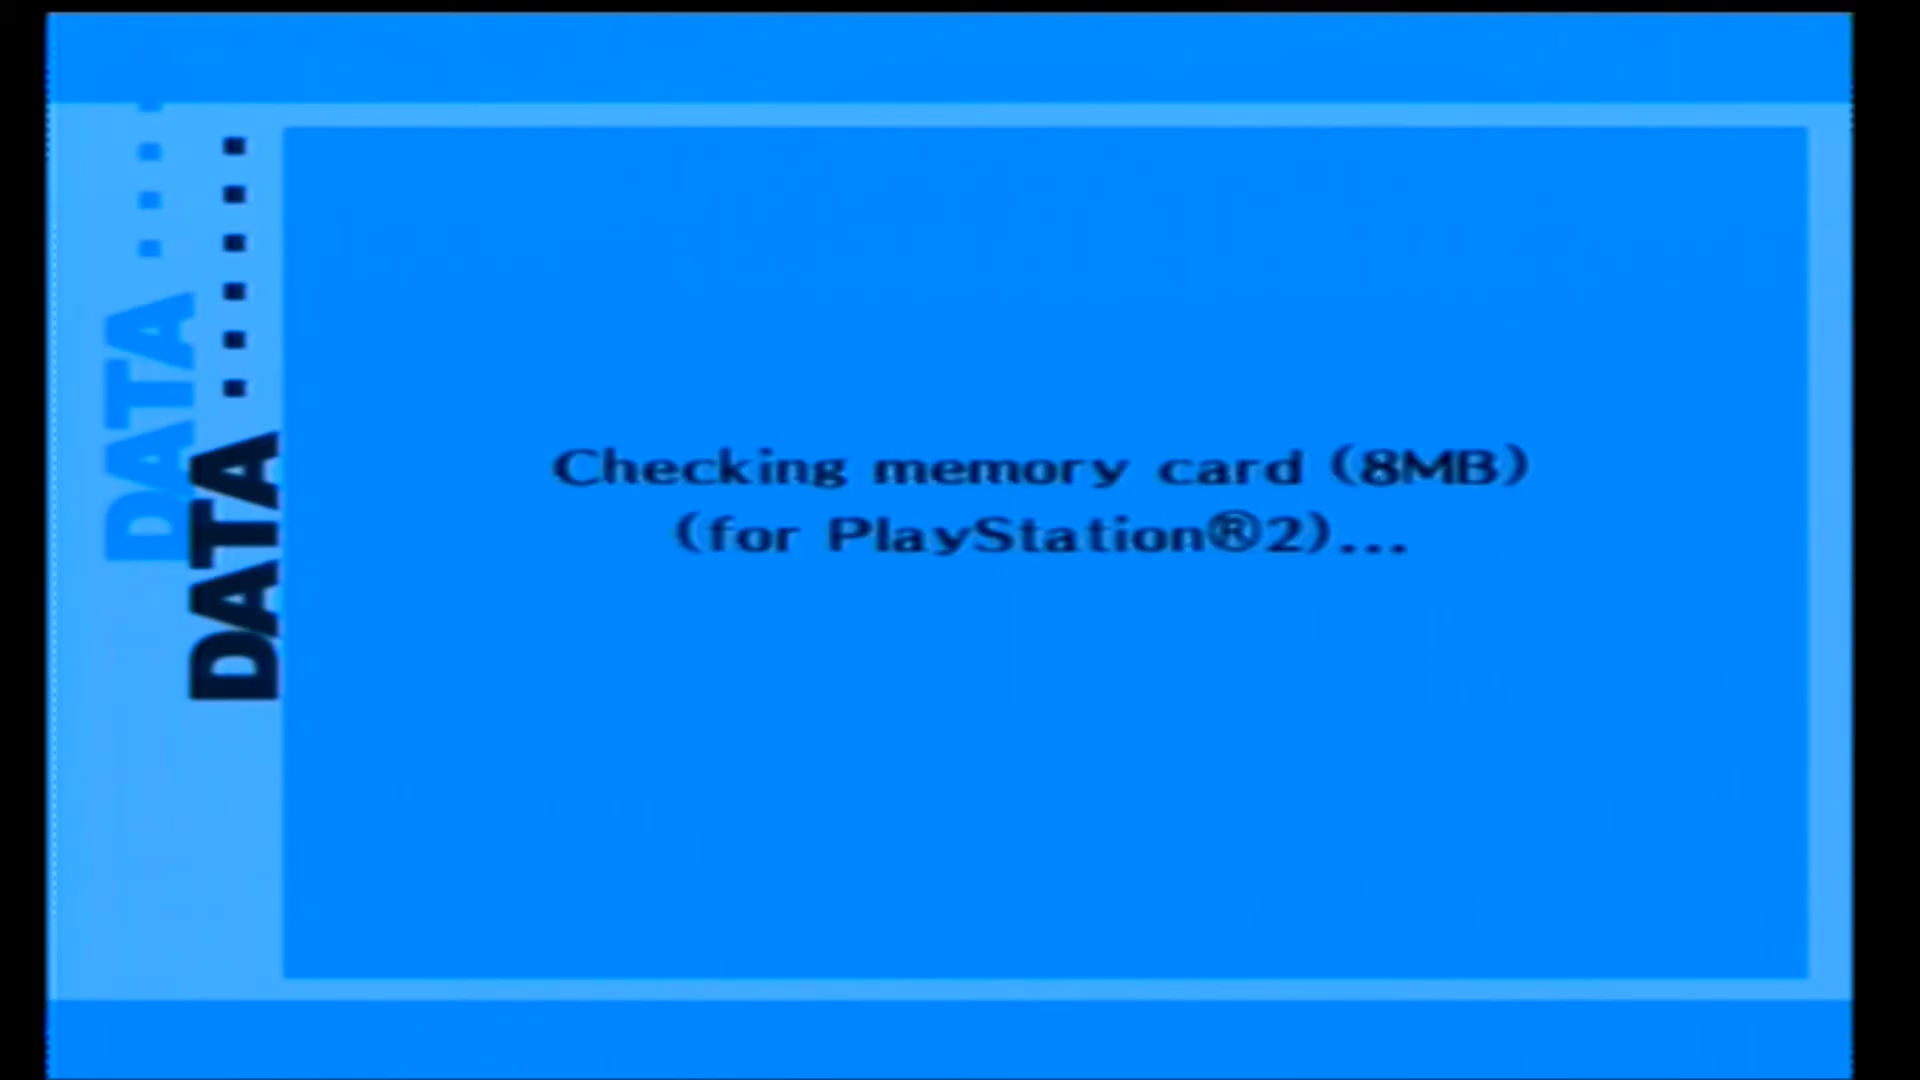 DATA ......
DATA ....
Checking memory card (8MB)
(for PlayStation®2)...